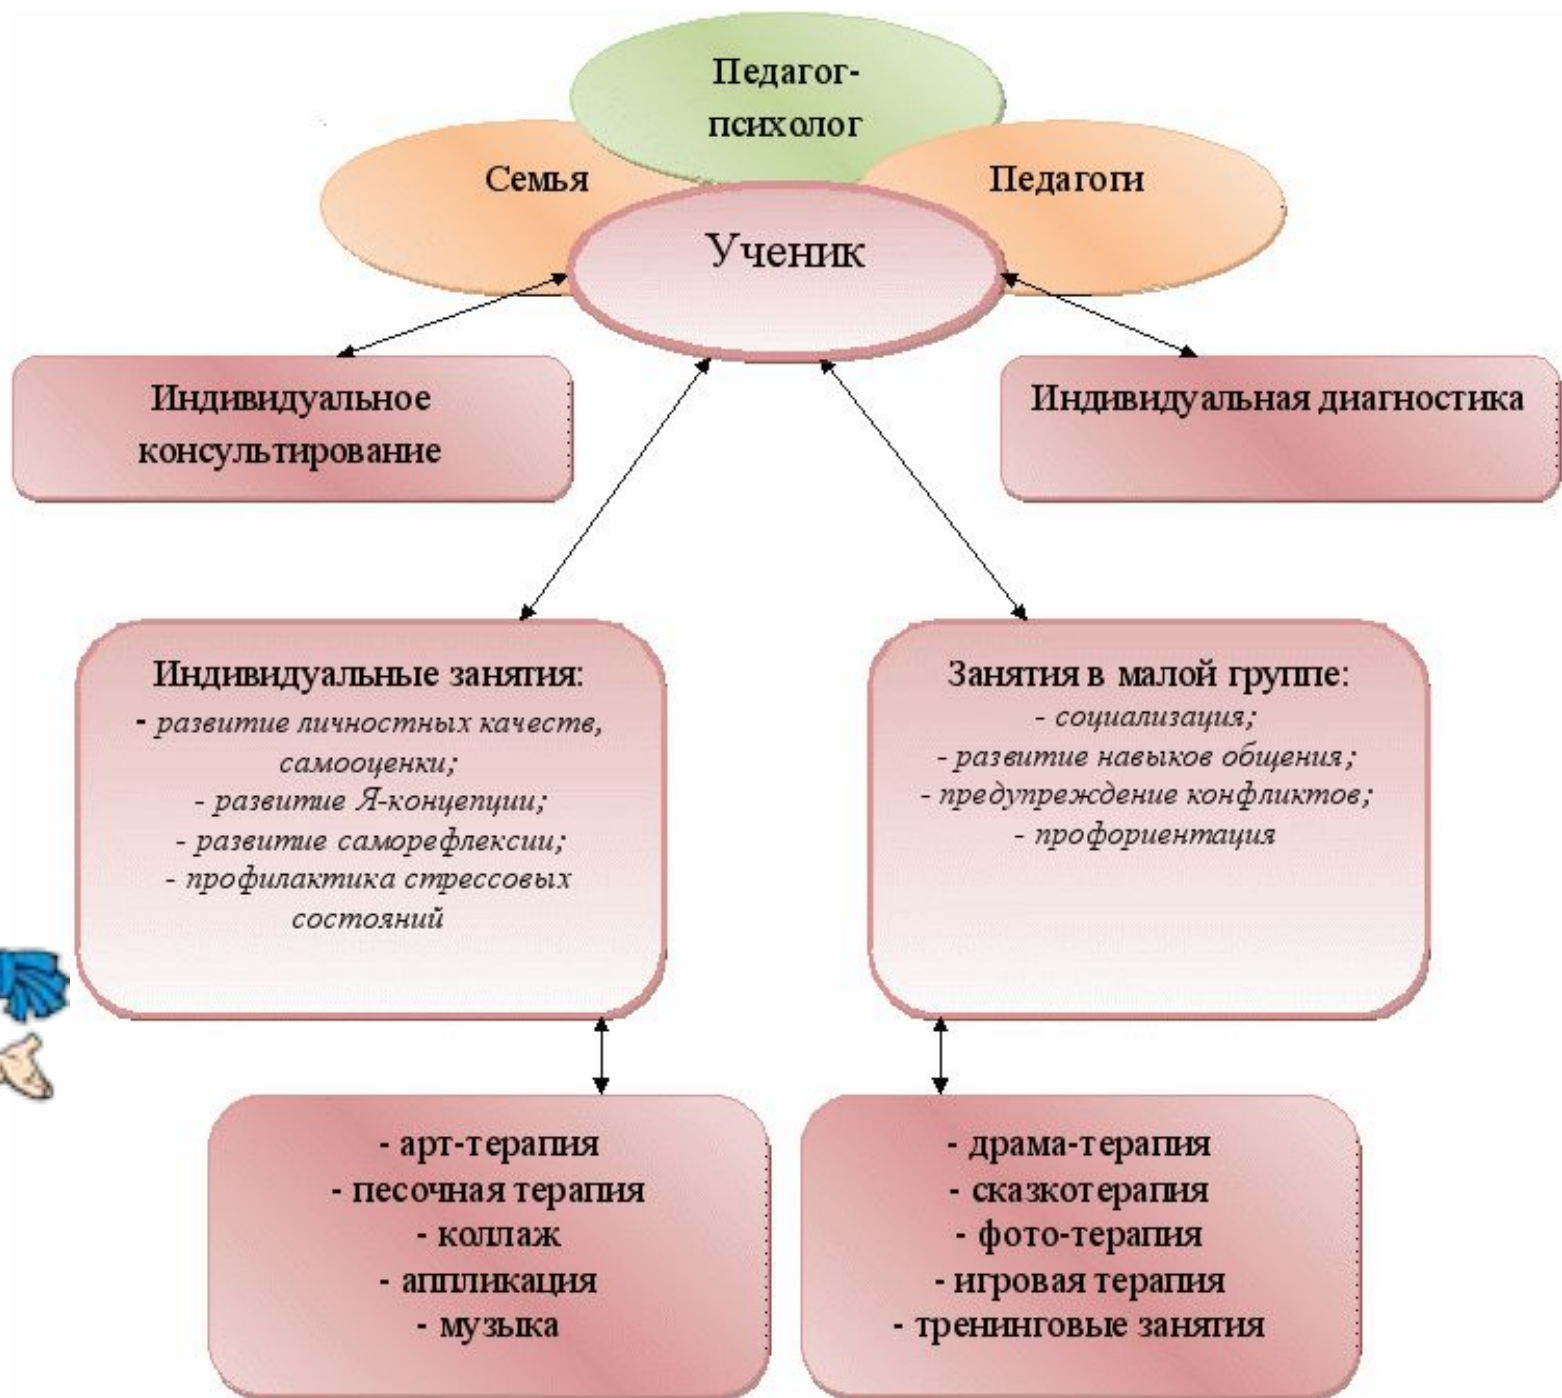 Педагог-
психолог
Семья
Педагоги
Ученик
Индивидуальное
консультирование
Индивидуальная диагностика
Индивидуальные занятия:
- развитие личностных качеств,
самооценки;
- развитие Я-концепции;
- развитие саморефлексии;
- профилактика стрессовых
состояний
Занятия в малой группе:
- социализация;
- развитие навыков общения;
- предупреждение конфликтов;
- профориентация
- арт-терапия
- песочная терапия
- коллаж
- аппликация
- музыка
- драма-терапия
- сказкотерапия
- фото-терапия
- игровая терапия
- тренинговые занятия